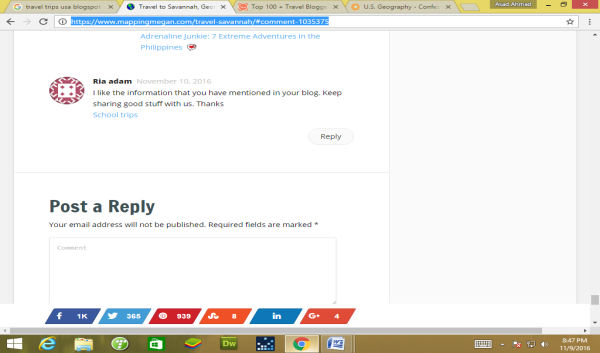 travel trips usa blogspot
Travel to Savannah, Geo
Top 100 + Travel Blogge
U.S. Geography - Comfor
Asad Ahmad
https://www.mappingmegan.com/travel-savannah/#comment-1035375
Adrenaline Junkie: 7 Extreme Adventures in the
Philippines
Ria adam November 10, 2016
I like the information that you have mentioned in your blog. Keep
sharing good stuff with us. Thanks
School trips
Reply
Post a Reply
Your email address will not be published. Required fields are marked *
Comment
f 1K
365
939
8
in
G+ 4
Dw
8:47 PM
11/9/2016